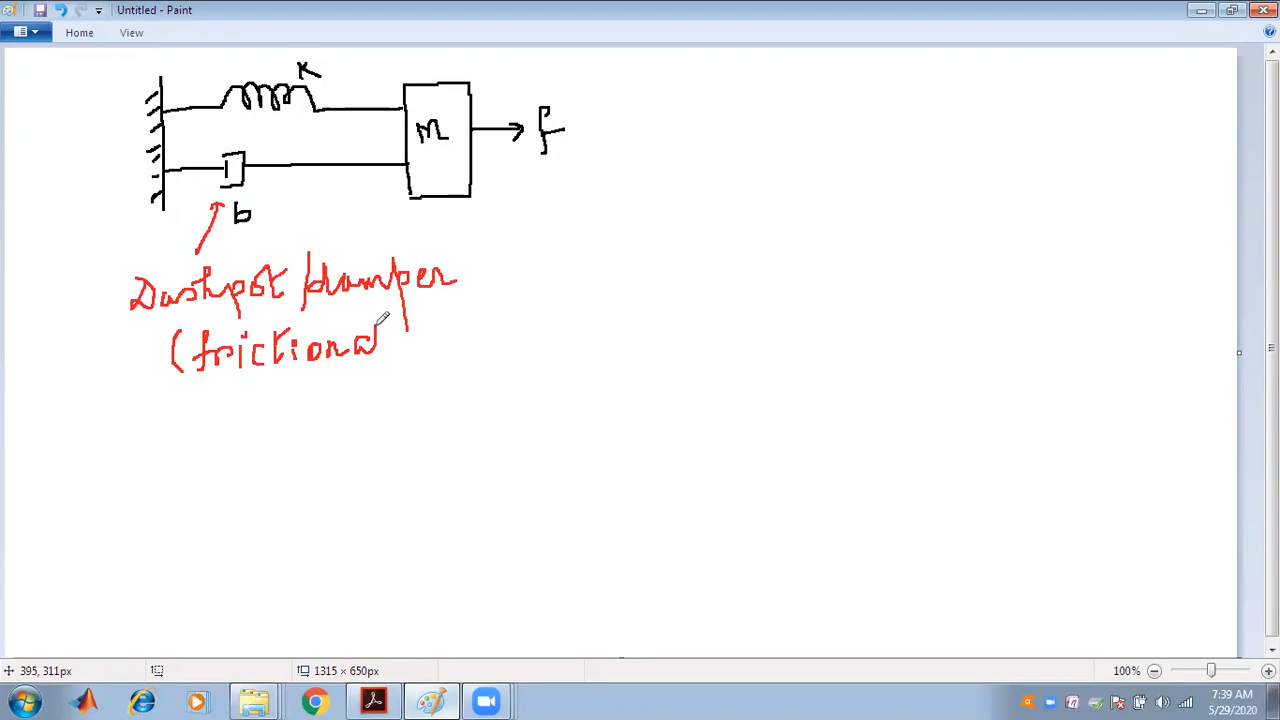 Untitled - Paint
Home View
K
m
f
b
Dashpot /damper
(frictional
395, 311px
1315 × 650px
100%
7:39 AM
5/29/2020